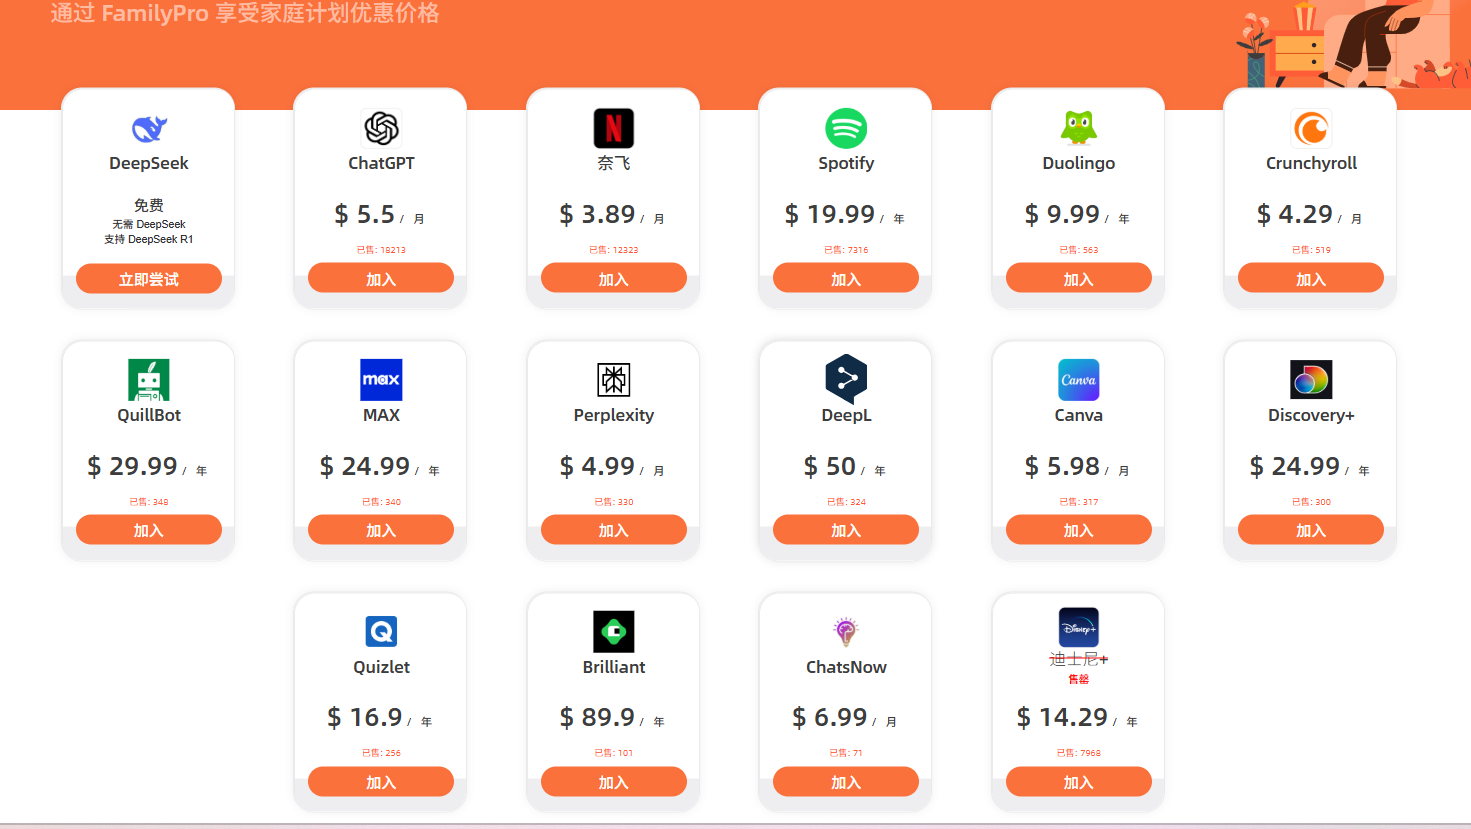 通过 FamilyPro 享受家庭计划优惠价格
DeepSeek
免费
无需 DeepSeek
支持 DeepSeek R1
立即尝试
ChatGPT
$ 5.5 / 月
已售: 18213
加入
奈飞
$ 3.89 / 月
已售: 12323
加入
Spotify
$ 19.99 / 年
已售: 7316
加入
Duolingo
$ 9.99 / 年
已售: 563
加入
Crunchyroll
$ 4.29 / 月
已售: 519
加入
QuillBot
$ 29.99 / 年
已售: 348
加入
max
MAX
$ 24.99 / 年
已售: 340
加入
Perplexity
$ 4.99 / 月
已售: 330
加入
DeepL
$ 50 / 年
已售: 324
加入
Canva
Canva
$ 5.98 / 月
已售: 317
加入
Discovery+
$ 24.99 / 年
已售: 300
加入
Quizlet
$ 16.9 / 年
已售: 256
加入
Brilliant
$ 89.9 / 年
已售: 101
加入
ChatsNow
$ 6.99 / 月
已售: 71
加入
Disney+
迪士尼+
售罄
$ 14.29 / 年
已售: 7968
加入